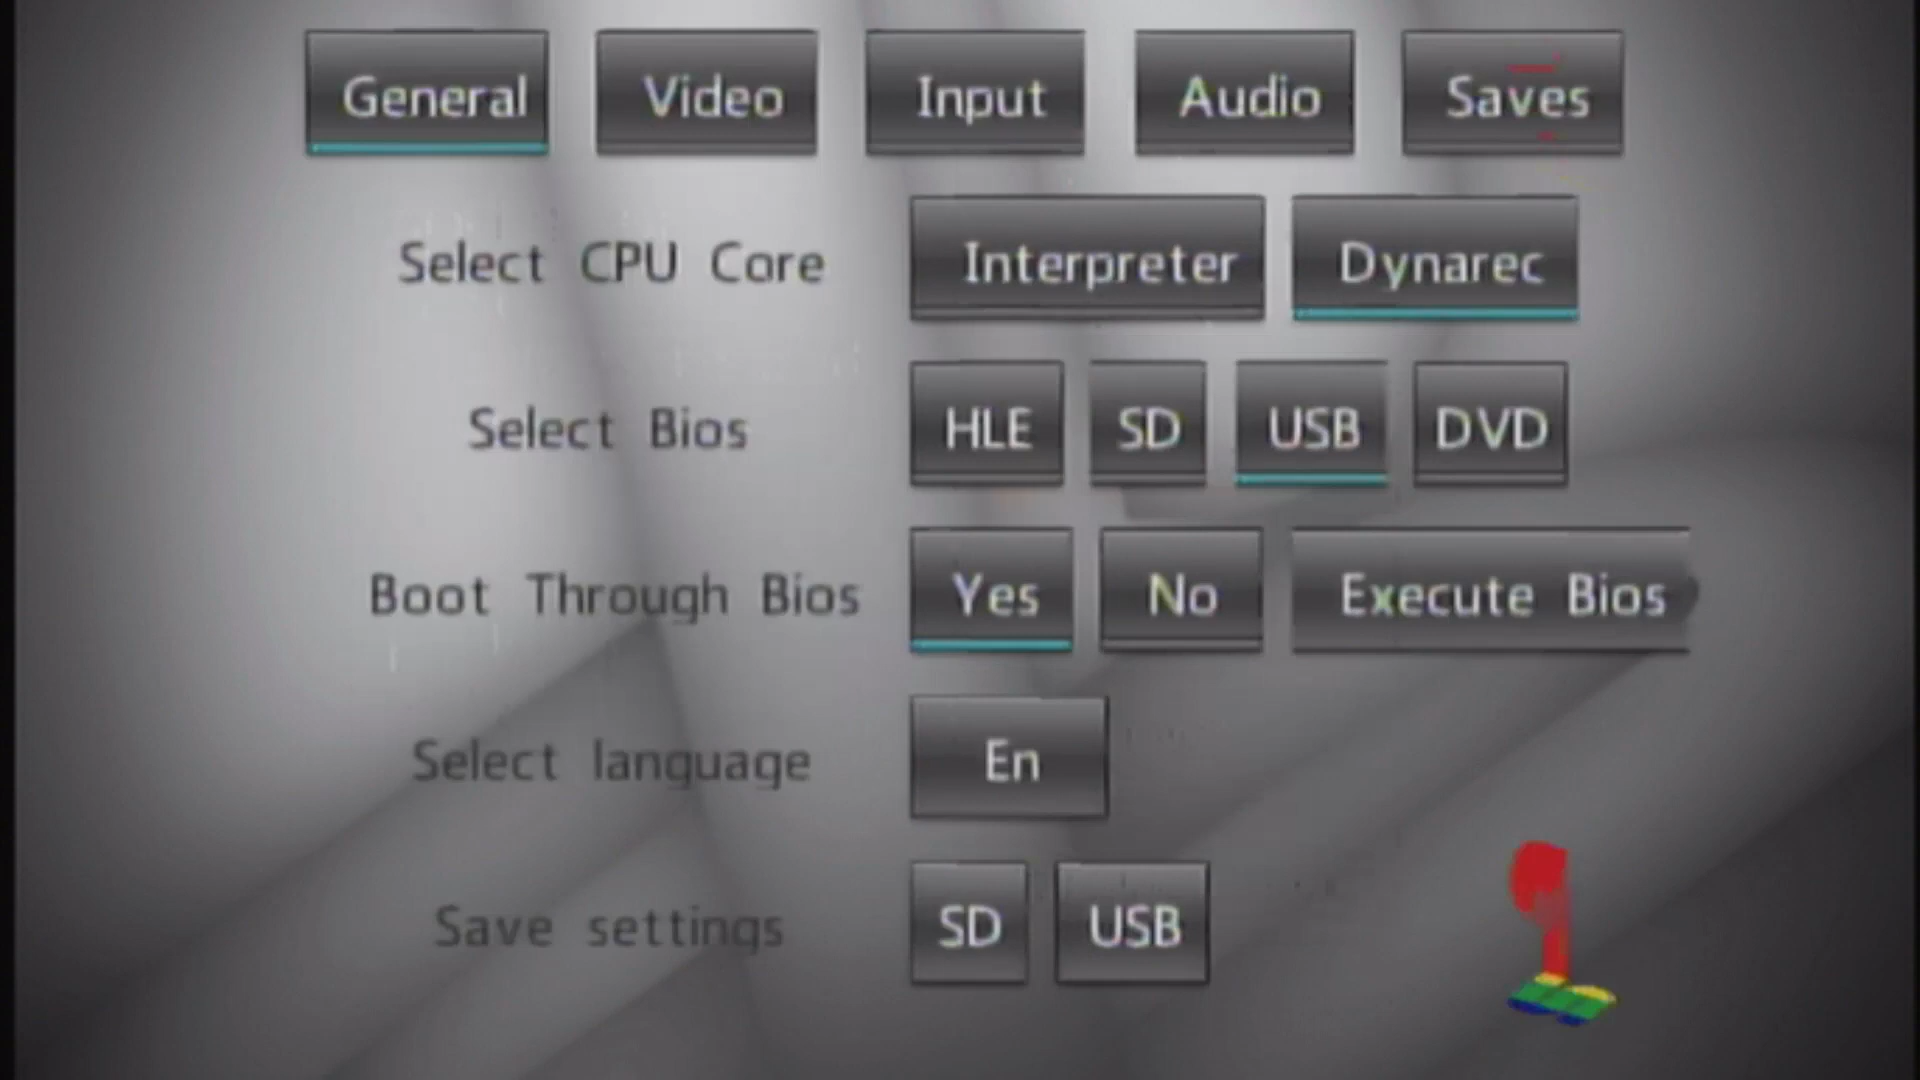 General Video Input Audio Saves
Select CPU Core Interpreter Dynarec
Select Bios HLE SD USB DVD
Boot Through Bios Yes No Execute Bios
Select language En
Save settings SD USB